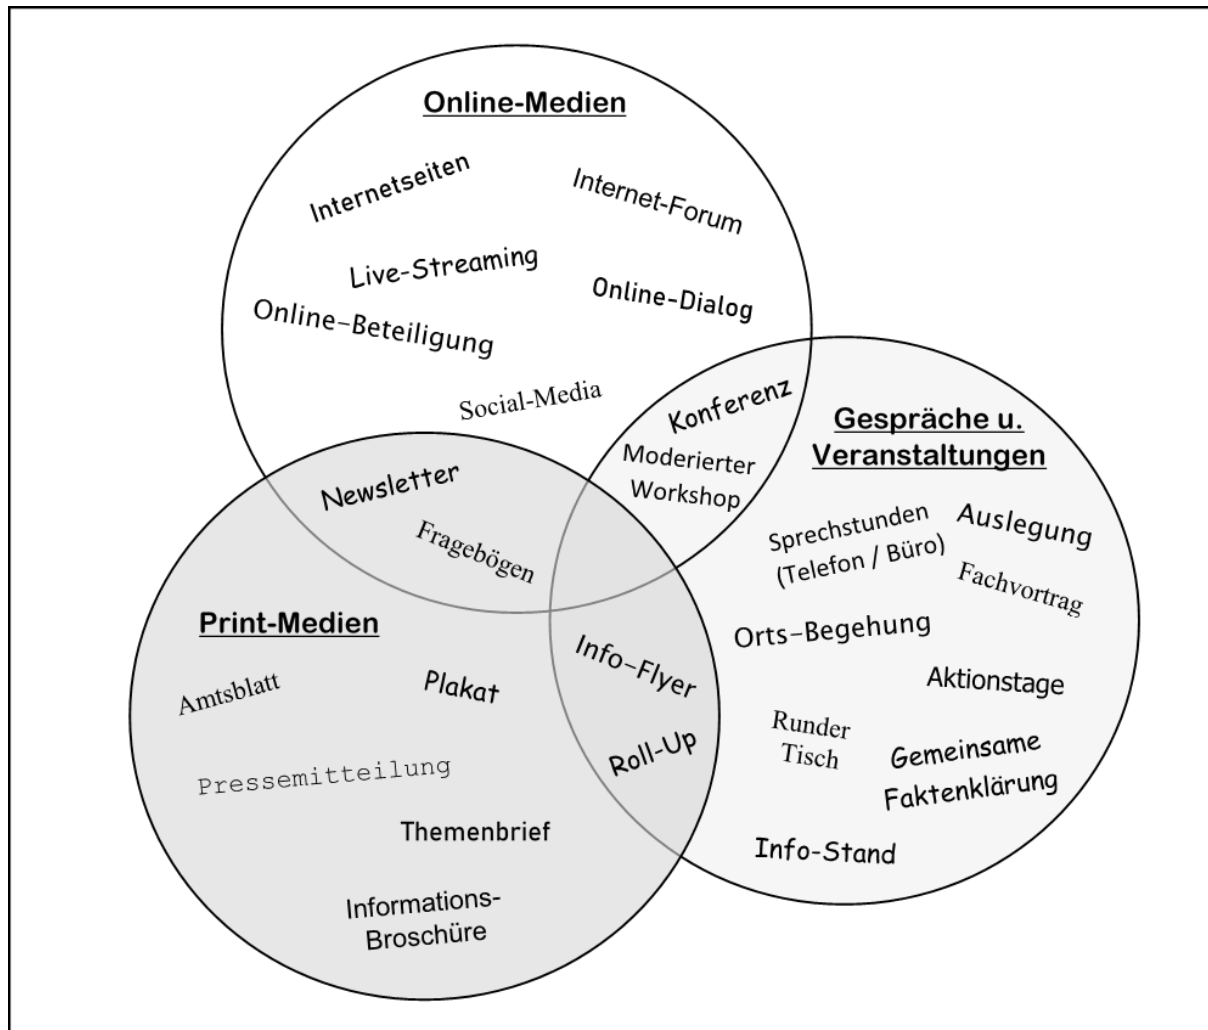 Online-Medien
Internetseiten
Internet-Forum
Live-Streaming
Online-Dialog
Online-Beteiligung
Social-Media
Konferenz
Moderierter
Workshop
Newsletter
Fragebögen
Gespräche u.
Veranstaltungen
Sprechstunden
(Telefon / Büro)
Auslegung
Fachvortrag
Orts-Begehung
Aktionstage
Runder
Tisch
Gemeinsame
Faktenklärung
Info-Stand
Info-Flyer
Roll-Up
Print-Medien
Amtsblatt
Plakat
Pressemitteilung
Themenbrief
Informations-
Broschüre